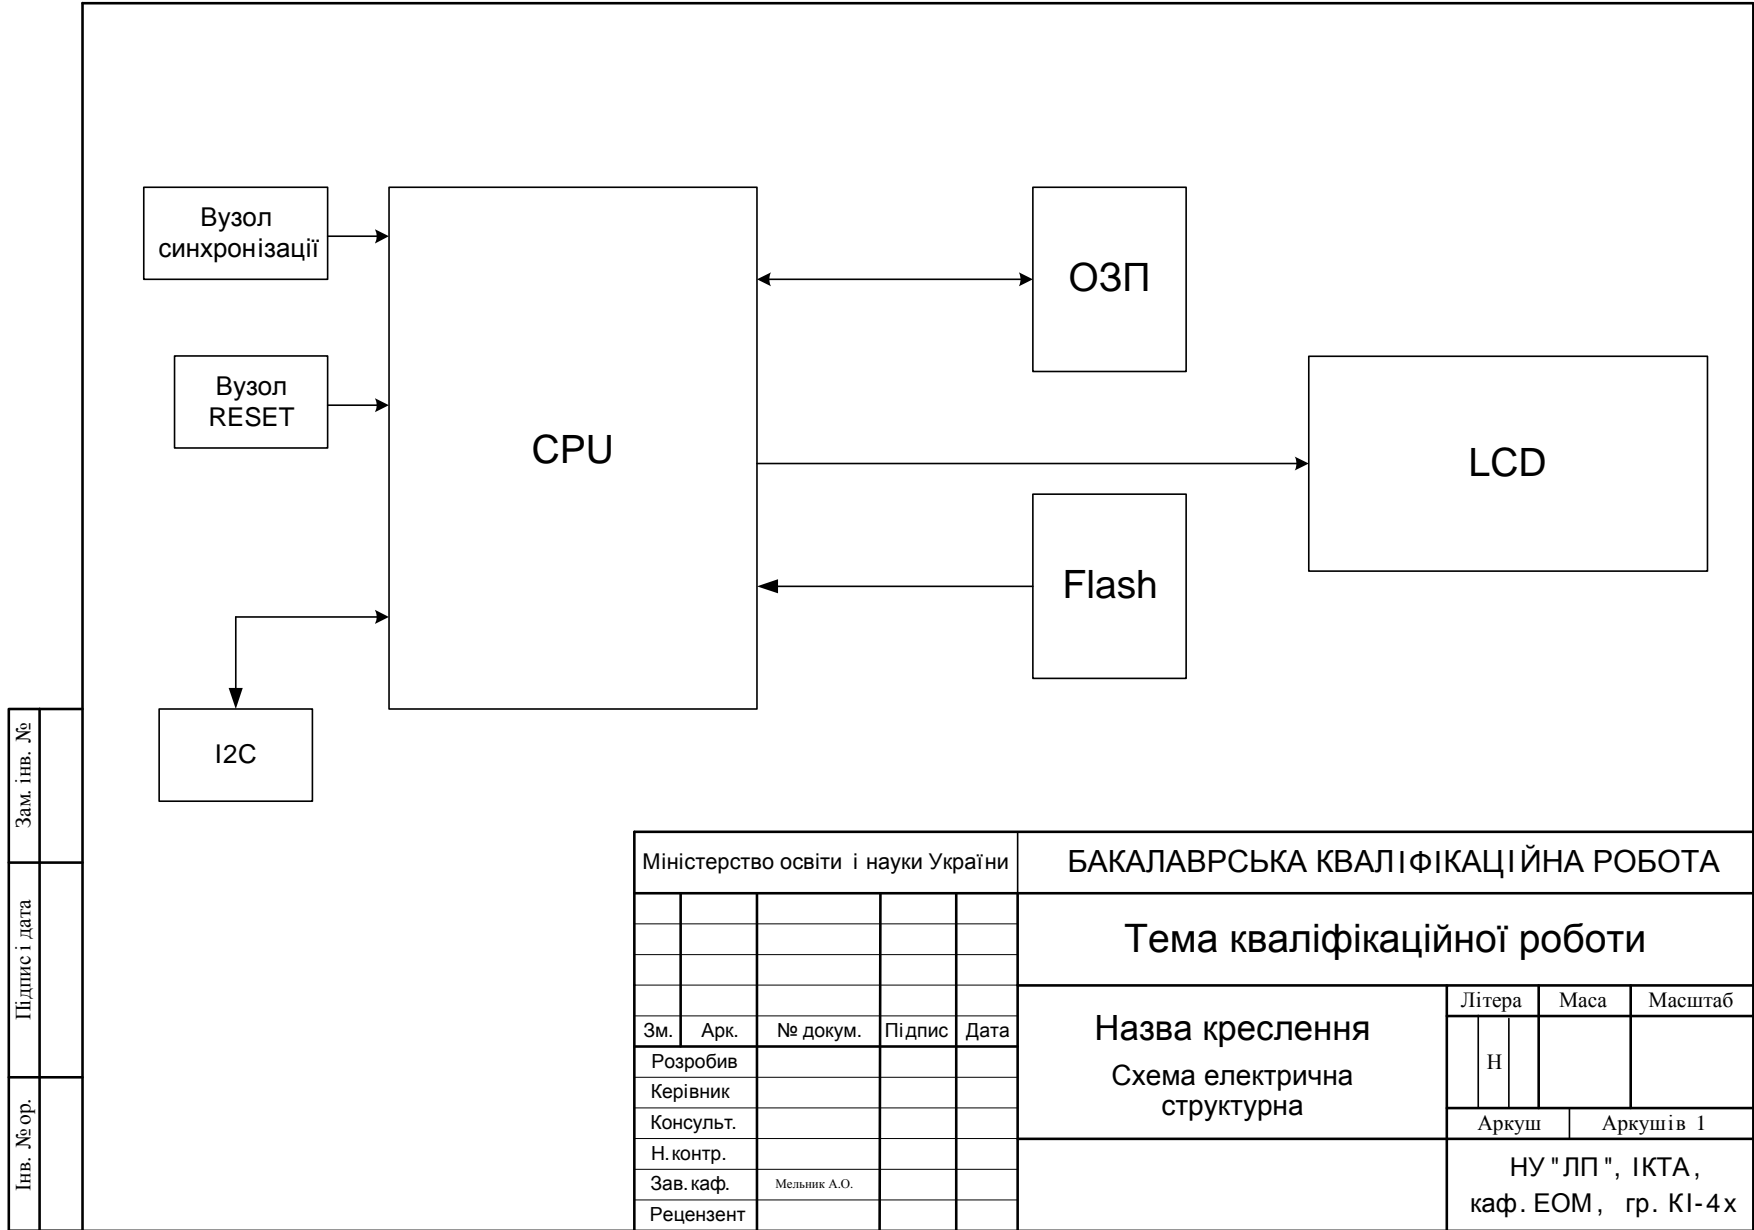 Вузол
синхронізації
Вузол
RESET
CPU
ОЗП
LCD
Flash
I2C
Зам. інв. №
Підпис і дата
Інв. № ор.
Міністерство освіти і науки України
БАКАЛАВРСЬКА КВАЛІФІКАЦІЙНА РОБОТА
Тема кваліфікаційної роботи
Зм. Арк. № докум. Підпис Дата
Розробив
Керівник
Консульт.
Н.контр.
Зав. каф. Мельник А.О.
Рецензент
Назва креслення
Схема електрична
структурна
Літера Маса Масштаб
Н
Аркуш Аркушів 1
НУ "ЛП", ІКТА,
каф. ЕОМ, гр. КІ-4х